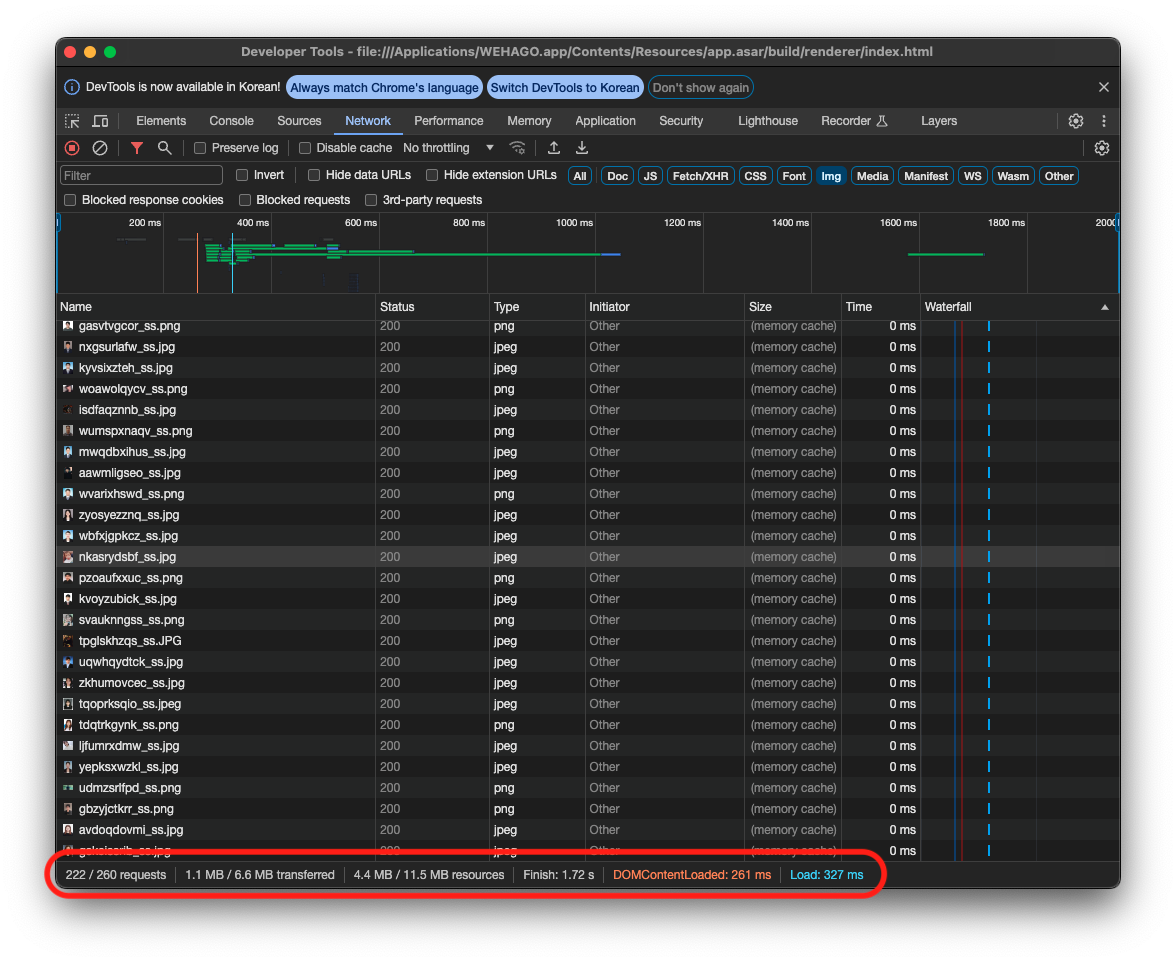 Developer Tools - file:///Applications/WEHAGO.app/Contents/Resources/app.asar/build/renderer/index.html
DevTools is now available in Korean! Always match Chrome's language Switch DevTools to Korean Don't show again
Elements Console Sources Network Performance Memory Application Security Lighthouse Recorder Layers
Preserve log Disable cache No throttling
Filter Invert Hide data URLs Hide extension URLs All Doc JS Fetch/XHR CSS Font Img Media Manifest WS Wasm Other
Blocked response cookies Blocked requests 3rd-party requests
200 ms 400 ms 600 ms 800 ms 1000 ms 1200 ms 1400 ms 1600 ms 1800 ms
Name Status Type Initiator Size Time Waterfall
gasvtvgcor_ss.png 200 png Other (memory cache) 0 ms
nxgsurlafw_ss.jpg 200 jpeg Other (memory cache) 0 ms
kyvsixzteh_ss.jpg 200 jpeg Other (memory cache) 0 ms
woawolqycv_ss.png 200 png Other (memory cache) 0 ms
isdfaqznnb_ss.jpg 200 jpeg Other (memory cache) 0 ms
wumspxnaqv_ss.png 200 png Other (memory cache) 0 ms
mwqdbxihus_ss.jpg 200 jpeg Other (memory cache) 0 ms
aawmligseo_ss.jpg 200 jpeg Other (memory cache) 0 ms
wvarixhswd_ss.png 200 png Other (memory cache) 0 ms
zyosyezznq_ss.jpg 200 jpeg Other (memory cache) 0 ms
wbfxjgpkcz_ss.jpg 200 jpeg Other (memory cache) 0 ms
nkasrydsbf_ss.jpg 200 jpeg Other (memory cache) 0 ms
pzoaufxxuc_ss.png 200 png Other (memory cache) 0 ms
kvoyzubick_ss.jpg 200 jpeg Other (memory cache) 0 ms
svauknngss_ss.png 200 png Other (memory cache) 0 ms
tpglskhzqs_ss.JPG 200 jpeg Other (memory cache) 0 ms
uqwhqydtck_ss.jpg 200 jpeg Other (memory cache) 0 ms
zkhumovcec_ss.jpg 200 jpeg Other (memory cache) 0 ms
tqoprksqio_ss.jpeg 200 jpeg Other (memory cache) 0 ms
tdqtrkgynk_ss.png 200 png Other (memory cache) 0 ms
ljfumrxdmw_ss.jpg 200 jpeg Other (memory cache) 0 ms
yepksxwzkl_ss.jpg 200 jpeg Other (memory cache) 0 ms
udmzsrlfpd_ss.png 200 png Other (memory cache) 0 ms
gbzyjctkrr_ss.png 200 png Other (memory cache) 0 ms
avdoqdovmi_ss.jpg 200 jpeg Other (memory cache) 0 ms
200 jpeg Other (memory cache) 0 ms
222 / 260 requests 1.1 MB / 6.6 MB transferred 4.4 MB / 11.5 MB resources Finish: 1.72 s DOMContentLoaded: 261 ms Load: 327 ms